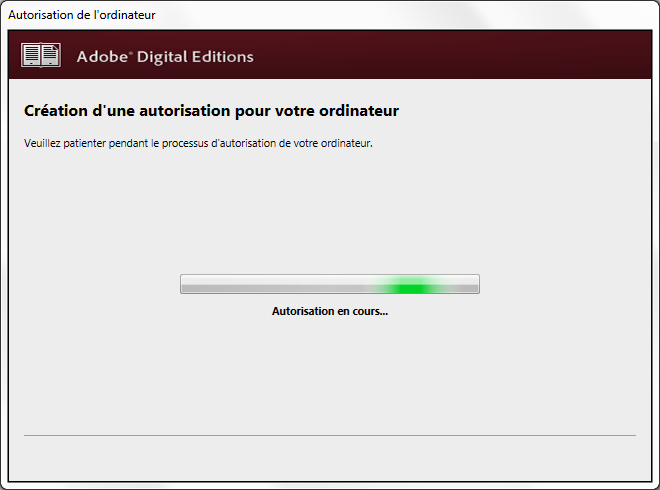 Autorisation de l'ordinateur
Adobe® Digital Editions
Création d'une autorisation pour votre ordinateur
Veuillez patienter pendant le processus d'autorisation de votre ordinateur.
Autorisation en cours...